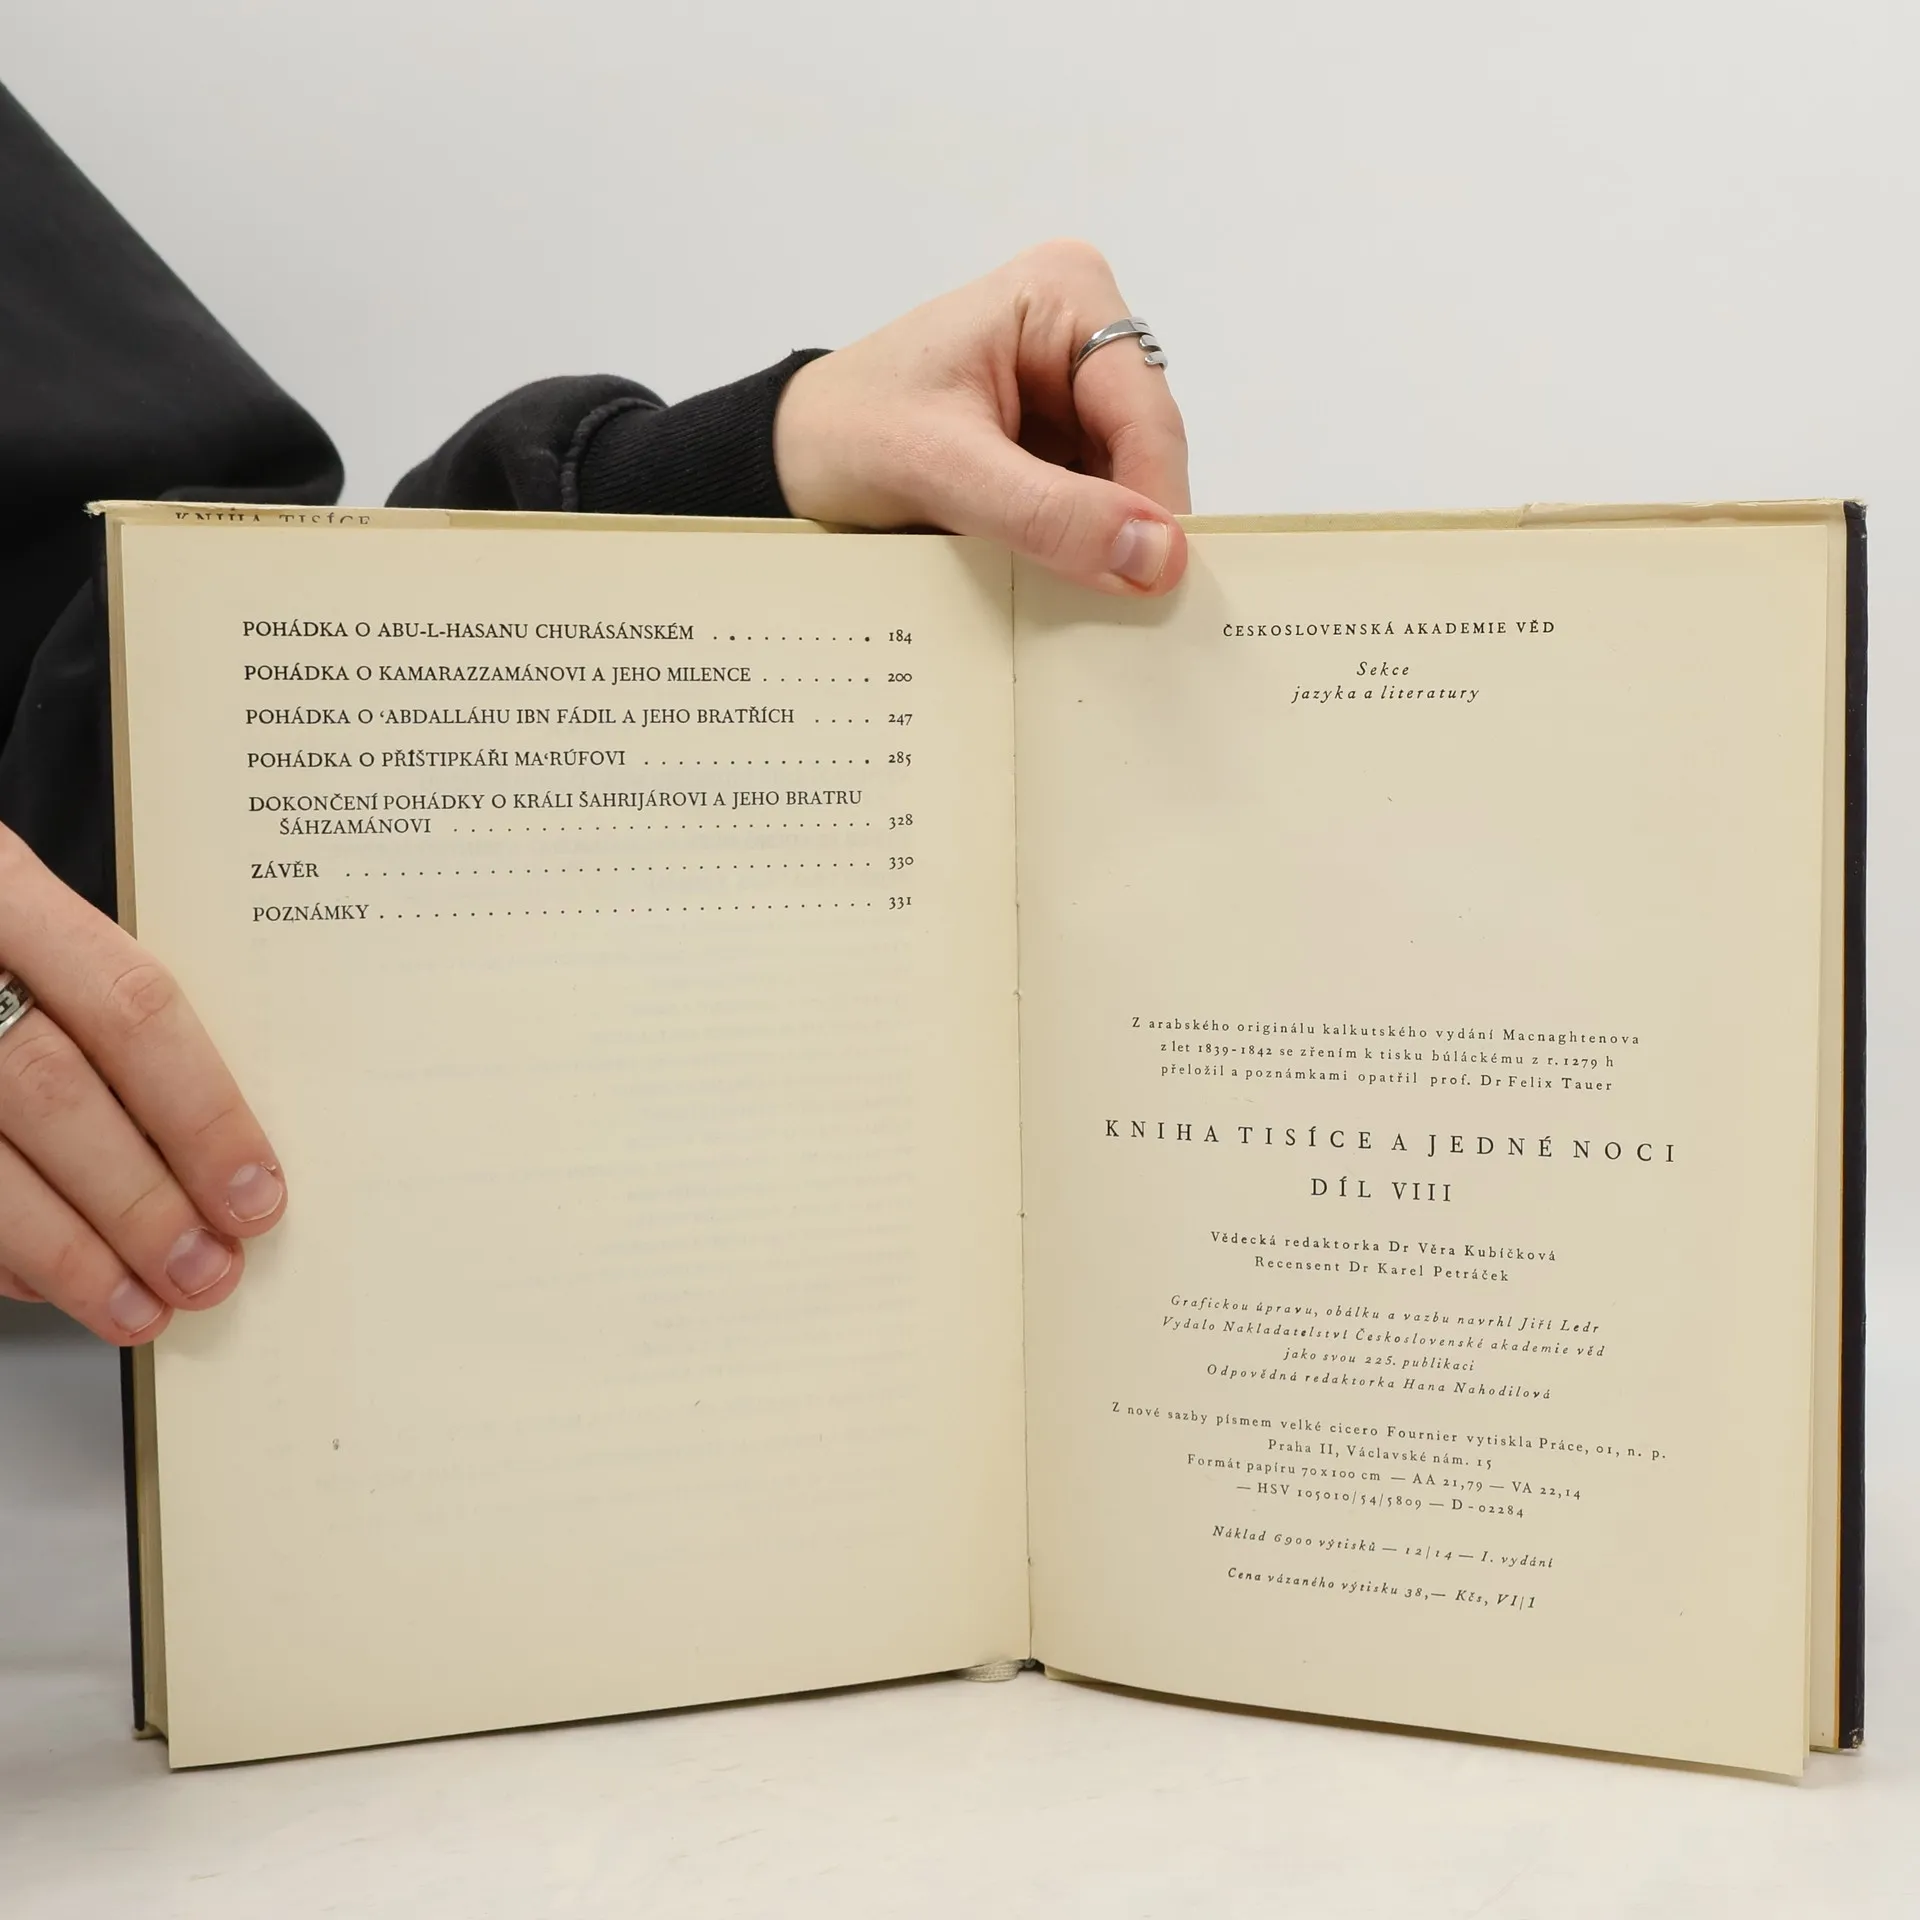 KNIHA TISÍCE
POHÁDKA O ABU-L-HASANU CHURÁSÁNSKÉM . . . . . . . . . . 184
POHÁDKA O KAMARAZZAMÁNOVI A JEHO MILENCE . . . . . . . 200
POHÁDKA O ʻABDALLÁHU IBN FÁDIL A JEHO BRATŘÍCH . . . . 247
POHÁDKA O PŘÍŠTIPKÁŘI MAʻRÚFOVI . . . . . . . . . . . . . . 285
DOKONČENÍ POHÁDKY O KRÁLI ŠAHRIJÁROVI A JEHO BRATRU
ŠÁHZAMÁNOVI . . . . . . . . . . . . . . . . . . . . . . . . . . 328
ZÁVĚR . . . . . . . . . . . . . . . . . . . . . . . . . . . . . . . . 330
POZNÁMKY . . . . . . . . . . . . . . . . . . . . . . . . . . . . . . 331
ČESKOSLOVENSKÁ AKADEMIE VĚD
Sekce
jazyka a literatury
Z arabského originálu kalkutského vydání Macnaghtenova
z let 1839-1842 se zřením k tisku búláckému z r. 1279 h
přeložil a poznámkami opatřil prof. Dr Felix Tauer
KNIHA TISÍCE A JEDNÉ NOCI
DÍL VIII
Vědecká redaktorka Dr Věra Kubíčková
Recensent Dr Karel Petráček
Grafickou úpravu, obálku a vazbu navrhl Jiří Ledr
Vydalo Nakladatelství Československé akademie věd
jako svou 225. publikaci
Odpovědná redaktorka Hana Nahodilová
Z nové sazby písmem velké cicero Fournier vytiskla Práce, 01, n. p.
Praha II, Václavské nám. 15
Formát papíru 70x100 cm — AA 21,79 — VA 22,14
— HSV 105010/54/5809 — D-02284
Náklad 6900 výtisků — 12/14 — I. vydání
Cena vázaného výtisku 38,— Kčs, VI/1